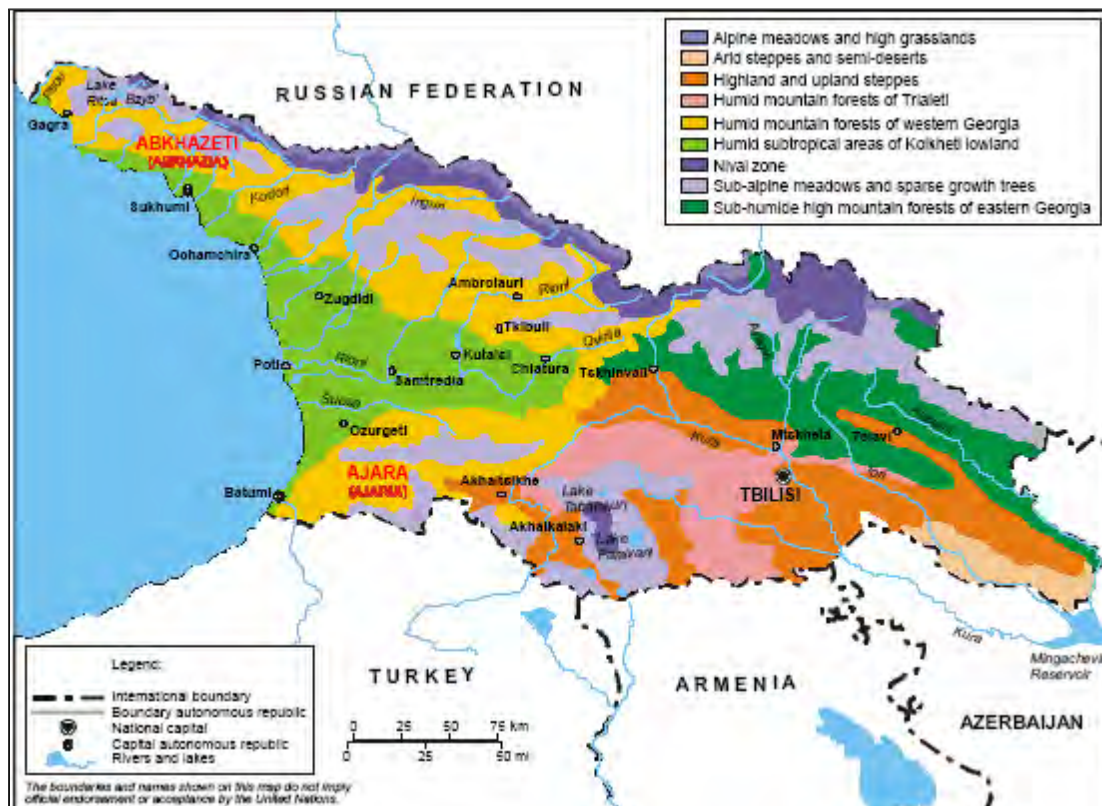 Alpine meadows and high grasslands
Arid steppes and semi-deserts
Highland and upland steppes
Humid mountain forests of Trialeti
Humid mountain forests of western Georgia
Humid subtropical areas of Kolkheti lowland
Nival zone
Sub-alpine meadows and sparse growth trees
Sub-humide high mountain forests of eastern Georgia
RUSSIAN FEDERATION
Lake
Ritsa
Bzyb'
Gagra
ABKHAZETI
(ABKHAZIA)
Sukhumi
Kodori
Inguri
Ochamchira
Zugdidi
Ambrolauri
Rioni
Tkibuli
Kutaisi
Qvirila
Chiatura
Tskhinvali
Poti
Rioni
Samtredia
Supsa
Ozurgeti
Mtskheta
Telavi
Alazani
Kura
Iori
TBILISI
AJARA
(AJARIA)
Batumi
Akhaltsikhe
Lake
Tabatskuri
Akhalkalaki
Lake
Paravani
Kura
Mingachevir
Reservoir
TURKEY
ARMENIA
AZERBAIJAN
Legend:
International boundary
Boundary autonomous republic
National capital
Capital autonomous republic
Rivers and lakes
0 25 50 75 km
0 25 50 mi
The boundaries and names shown on this map do not imply
official endorsement or acceptance by the United Nations.